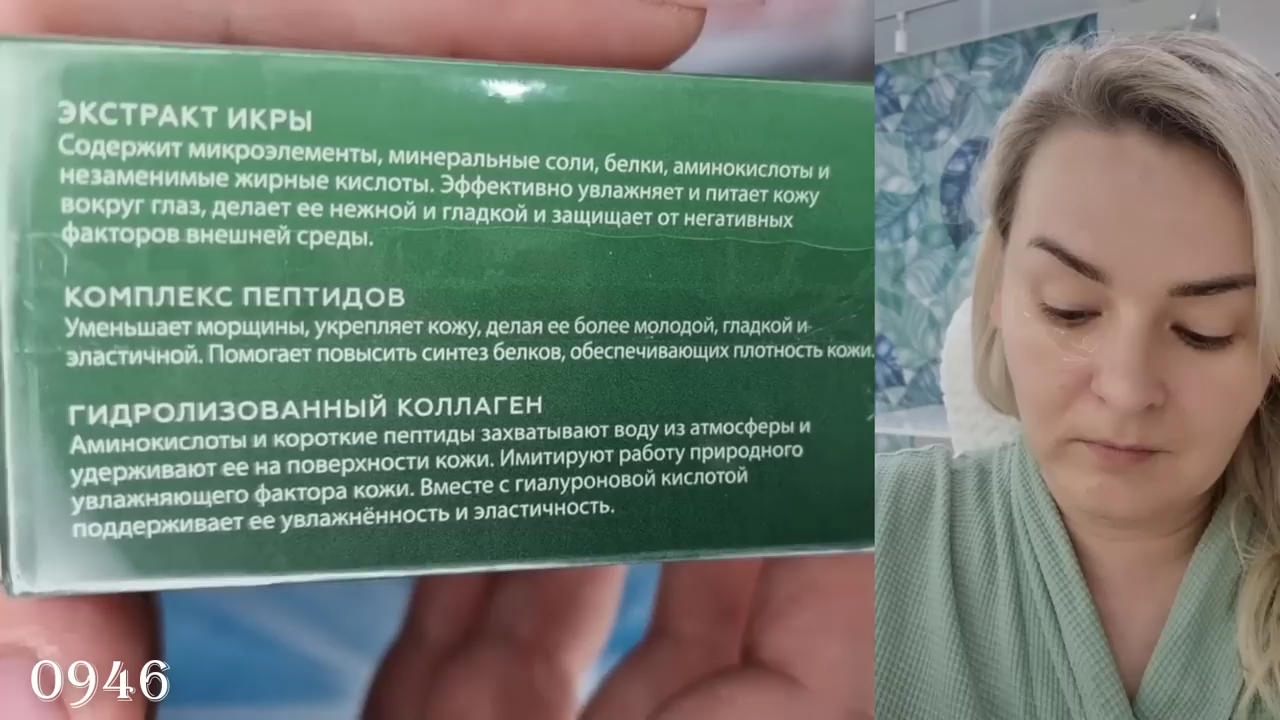 ЭКСТРАКТ ИКРЫ
Содержит микроэлементы, минеральные соли, белки, аминокислоты и
незаменимые жирные кислоты. Эффективно увлажняет и питает кожу
вокруг глаз, делает ее нежной и гладкой и защищает от негативных
факторов внешней среды.
КОМПЛЕКС ПЕПТИДОВ
Уменьшает морщины, укрепляет кожу, делая ее более молодой, гладкой и
эластичной. Помогает повысить синтез белков, обеспечивающих плотность кожи.
ГИДРОЛИЗОВАННЫЙ КОЛЛАГЕН
Аминокислоты и короткие пептиды захватывают воду из атмосферы и
удерживают ее на поверхности кожи. Имитируют работу природного
увлажняющего фактора кожи. Вместе с гиалуроновой кислотой
поддерживает ее увлажнённость и эластичность.
0946